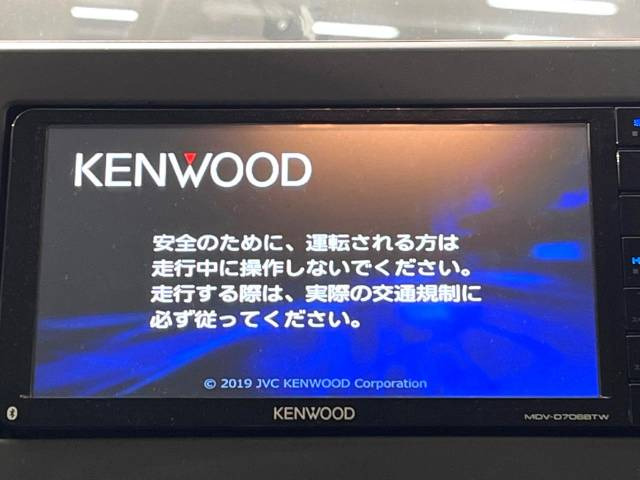 KENWOOD
安全のために、運転される方は
走行中に操作しないでください。
走行する際は、実際の交通規制に
必ず従ってください。
© 2019 JVC KENWOOD Corporation
KENWOOD
MDV-D706BTW